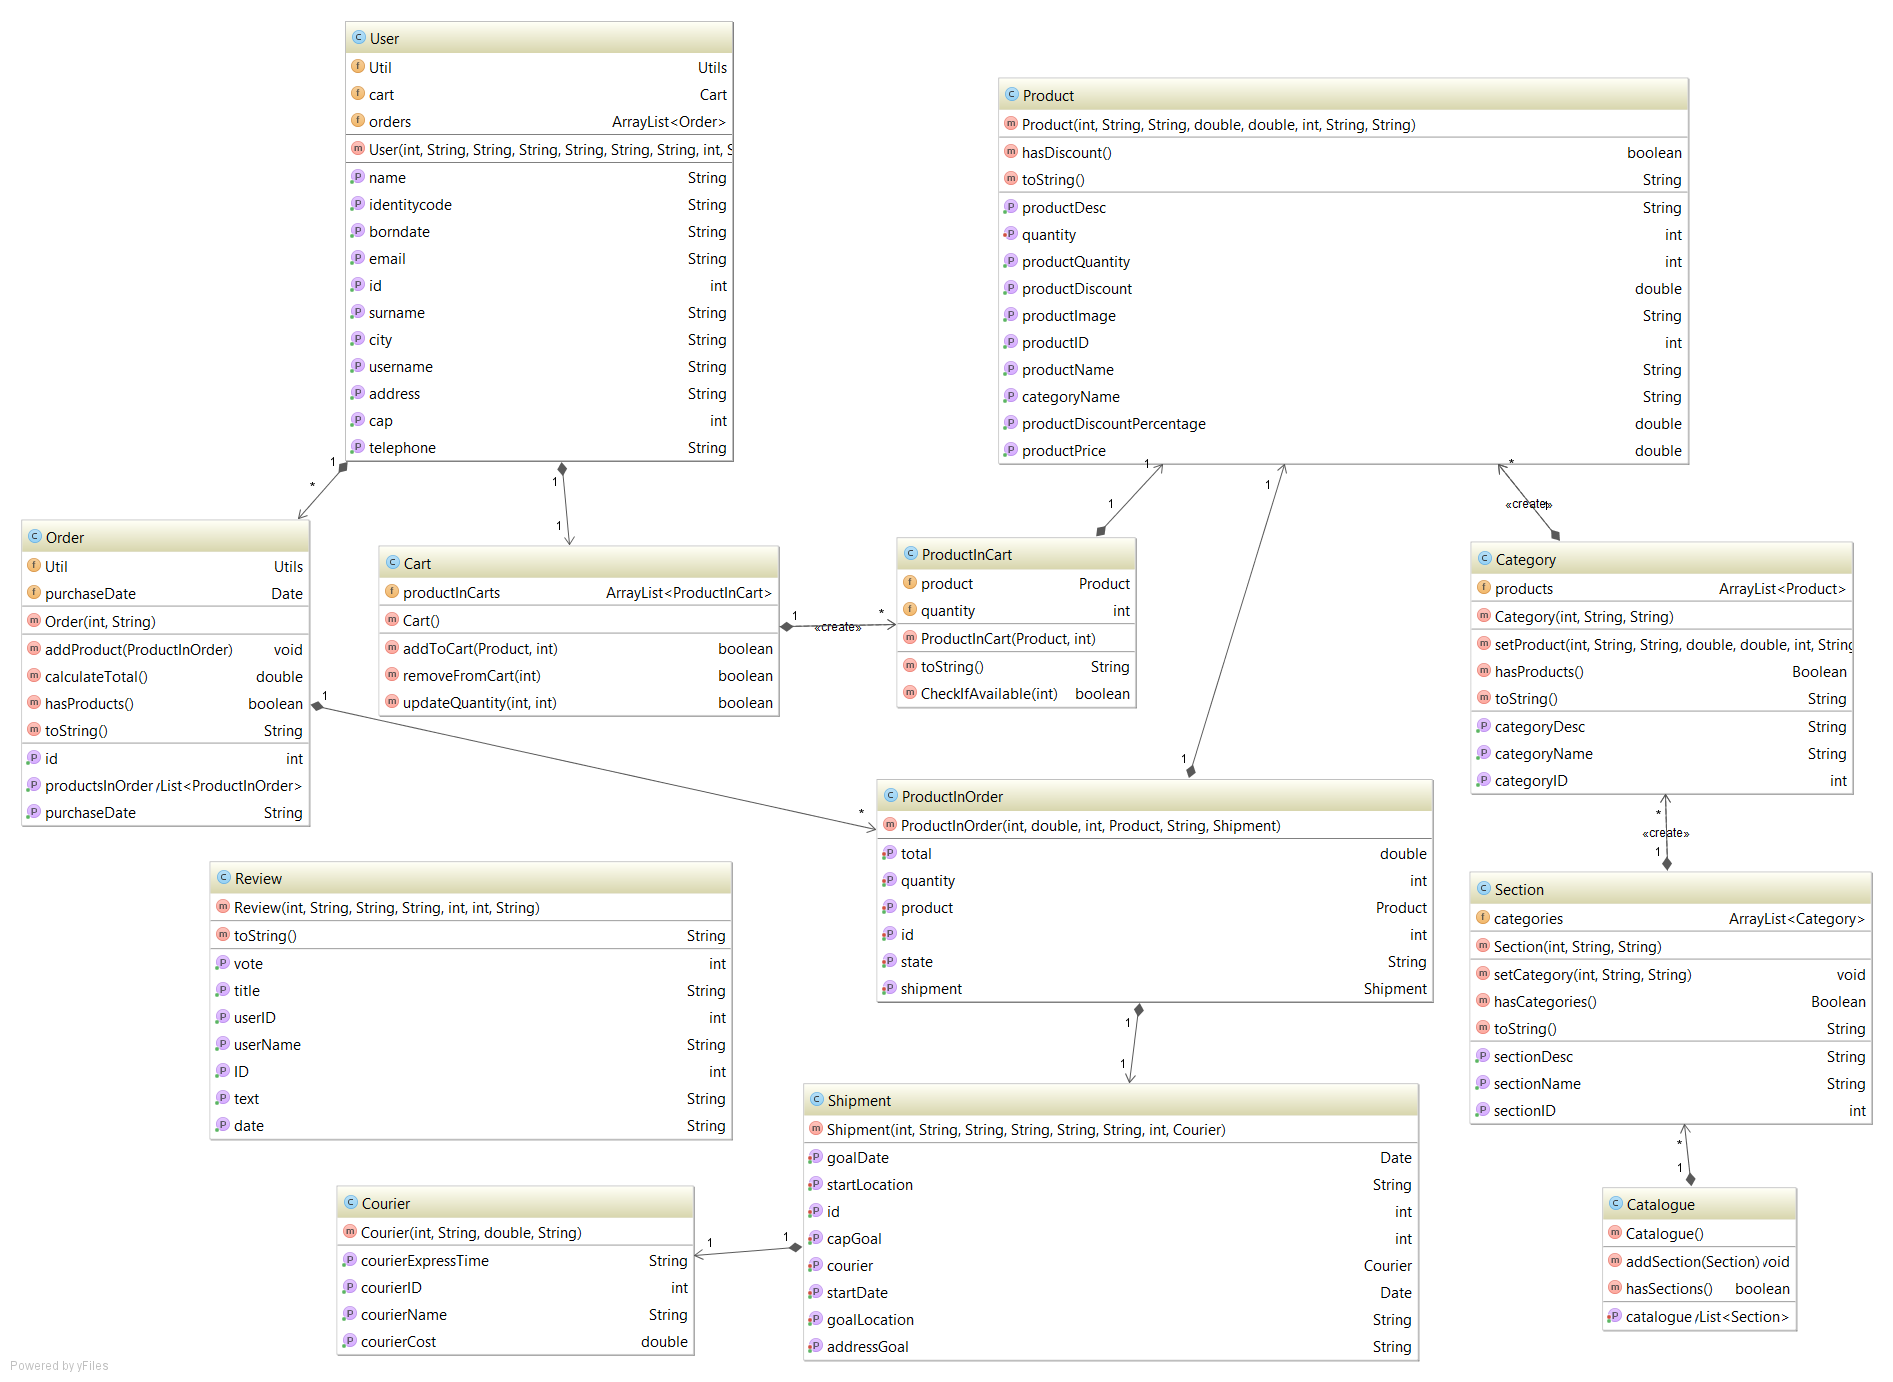 User
Util Utils
cart Cart
orders ArrayList<Order>
User(int, String, String, String, String, String, String, int, S
name String
identitycode String
borndate String
email String
id int
surname String
city String
username String
address String
cap int
telephone String
Product
Product(int, String, String, double, double, int, String, String)
hasDiscount() boolean
toString() String
productDesc String
quantity int
productQuantity int
productDiscount double
productImage String
productID int
productName String
categoryName String
productDiscountPercentage double
productPrice double
1
*
1
1
1
1
1
1
*
«create»
1
Order
Util Utils
purchaseDate Date
Order(int, String)
addProduct(ProductInOrder) void
calculateTotal() double
hasProducts() boolean
toString() String
id int
productsInOrder List<ProductInOrder>
purchaseDate String
Cart
productInCarts ArrayList<ProductInCart>
Cart()
addToCart(Product, int) boolean
removeFromCart(int) boolean
updateQuantity(int, int) boolean
1
*
«create»
ProductInCart
product Product
quantity int
ProductInCart(Product, int)
toString() String
CheckIfAvailable(int) boolean
Category
products ArrayList<Product>
Category(int, String, String)
setProduct(int, String, String, double, double, int, String
hasProducts() Boolean
toString() String
categoryDesc String
categoryName String
categoryID int
1
*
*
«create»
1
ProductInOrder
ProductInOrder(int, double, int, Product, String, Shipment)
total double
quantity int
product Product
id int
state String
shipment Shipment
Review
Review(int, String, String, String, int, int, String)
toString() String
vote int
title String
userID int
userName String
ID int
text String
date String
Section
categories ArrayList<Category>
Section(int, String, String)
setCategory(int, String, String) void
hasCategories() Boolean
toString() String
sectionDesc String
sectionName String
sectionID int
1
1
Shipment
Shipment(int, String, String, String, String, String, int, Courier)
goalDate Date
startLocation String
id int
capGoal int
courier Courier
startDate Date
goalLocation String
addressGoal String
*
1
Courier
Courier(int, String, double, String)
courierExpressTime String
courierID int
courierName String
courierCost double
1
1
Catalogue
Catalogue()
addSection(Section) void
hasSections() boolean
catalogue List<Section>
Powered by yFiles